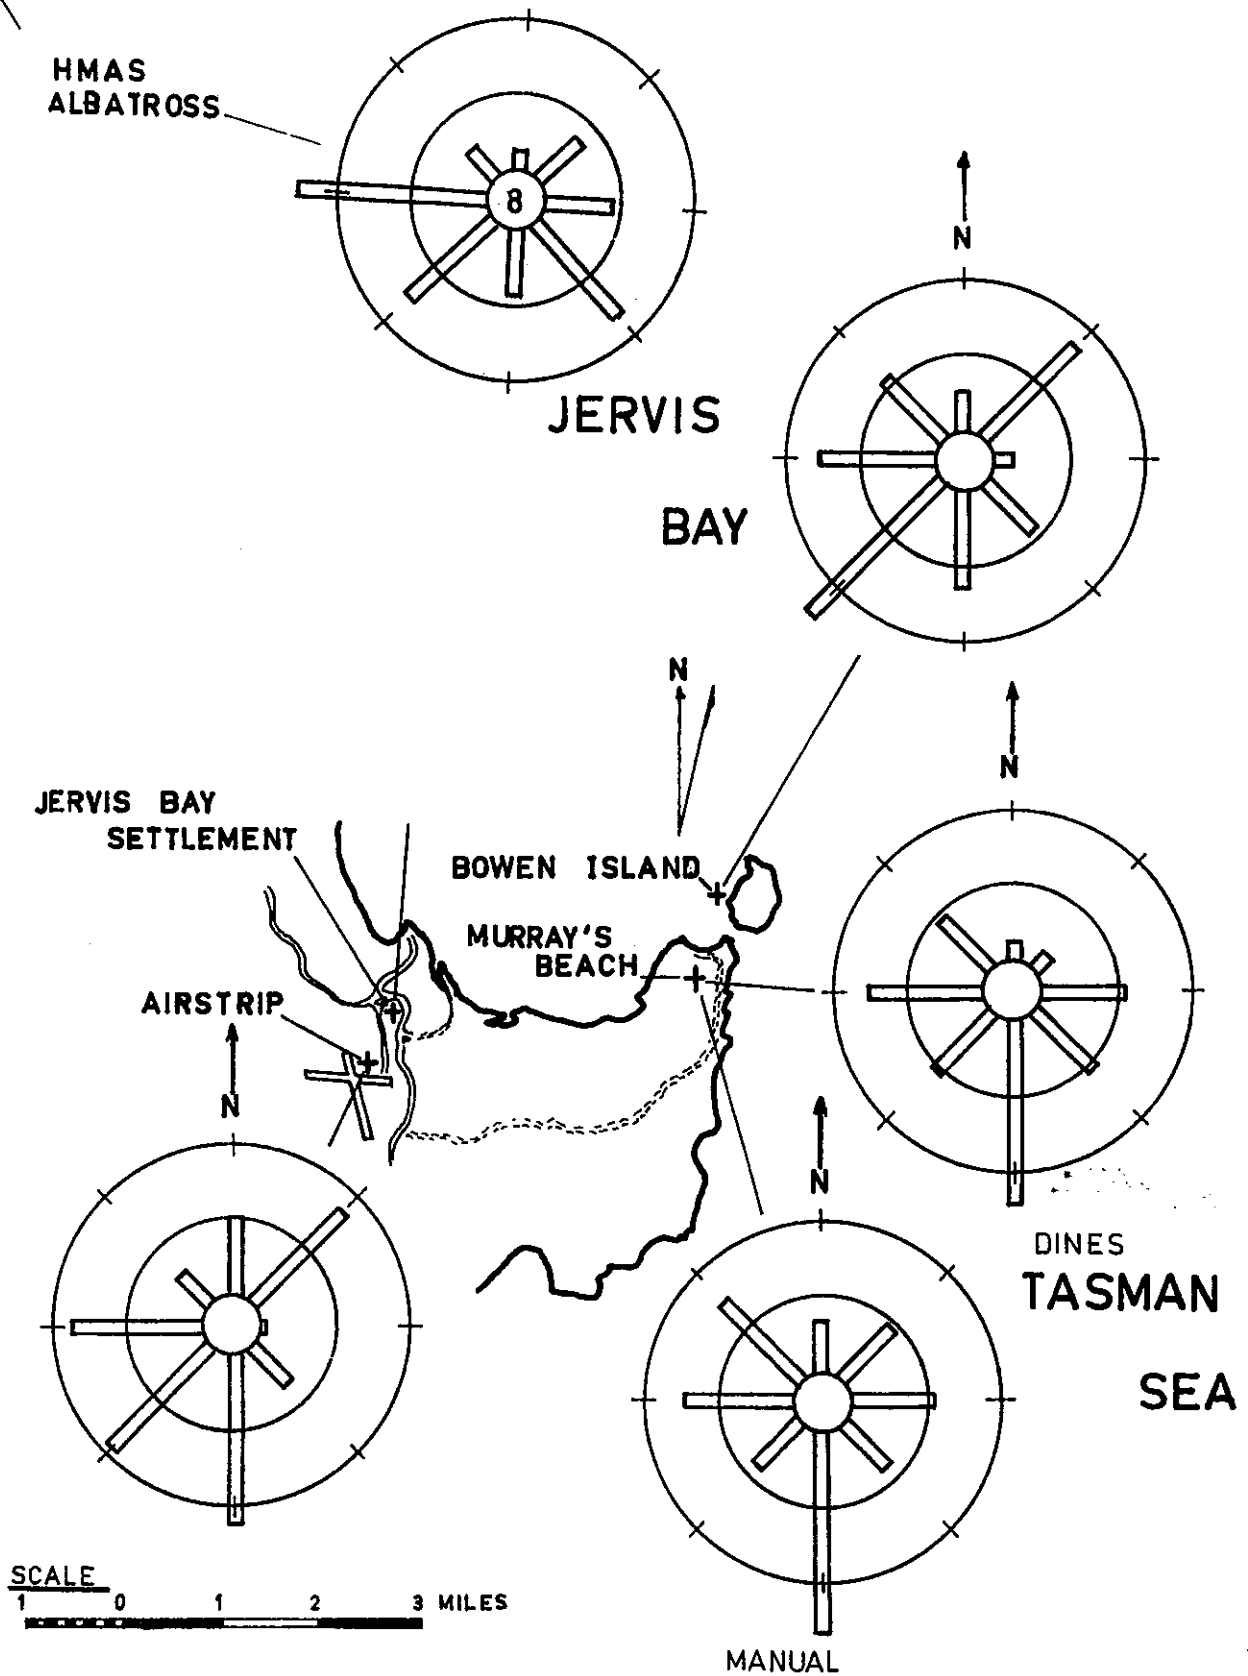 HMAS
ALBATROSS
8
N
JERVIS
BAY
N
N
JERVIS BAY
SETTLEMENT
BOWEN ISLAND
MURRAY'S
BEACH
AIRSTRIP
N
N
DINES
TASMAN
SEA
SCALE
1 0 1 2 3 MILES
MANUAL